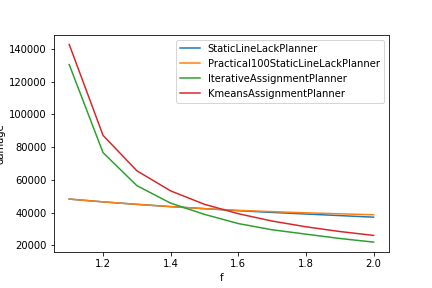 140000
120000
100000
80000
60000
40000
20000
1.2
1.4
1.6
1.8
2.0
f
StaticLineLackPlanner
Practical100StaticLineLackPlanner
IterativeAssignmentPlanner
KmeansAssignmentPlanner